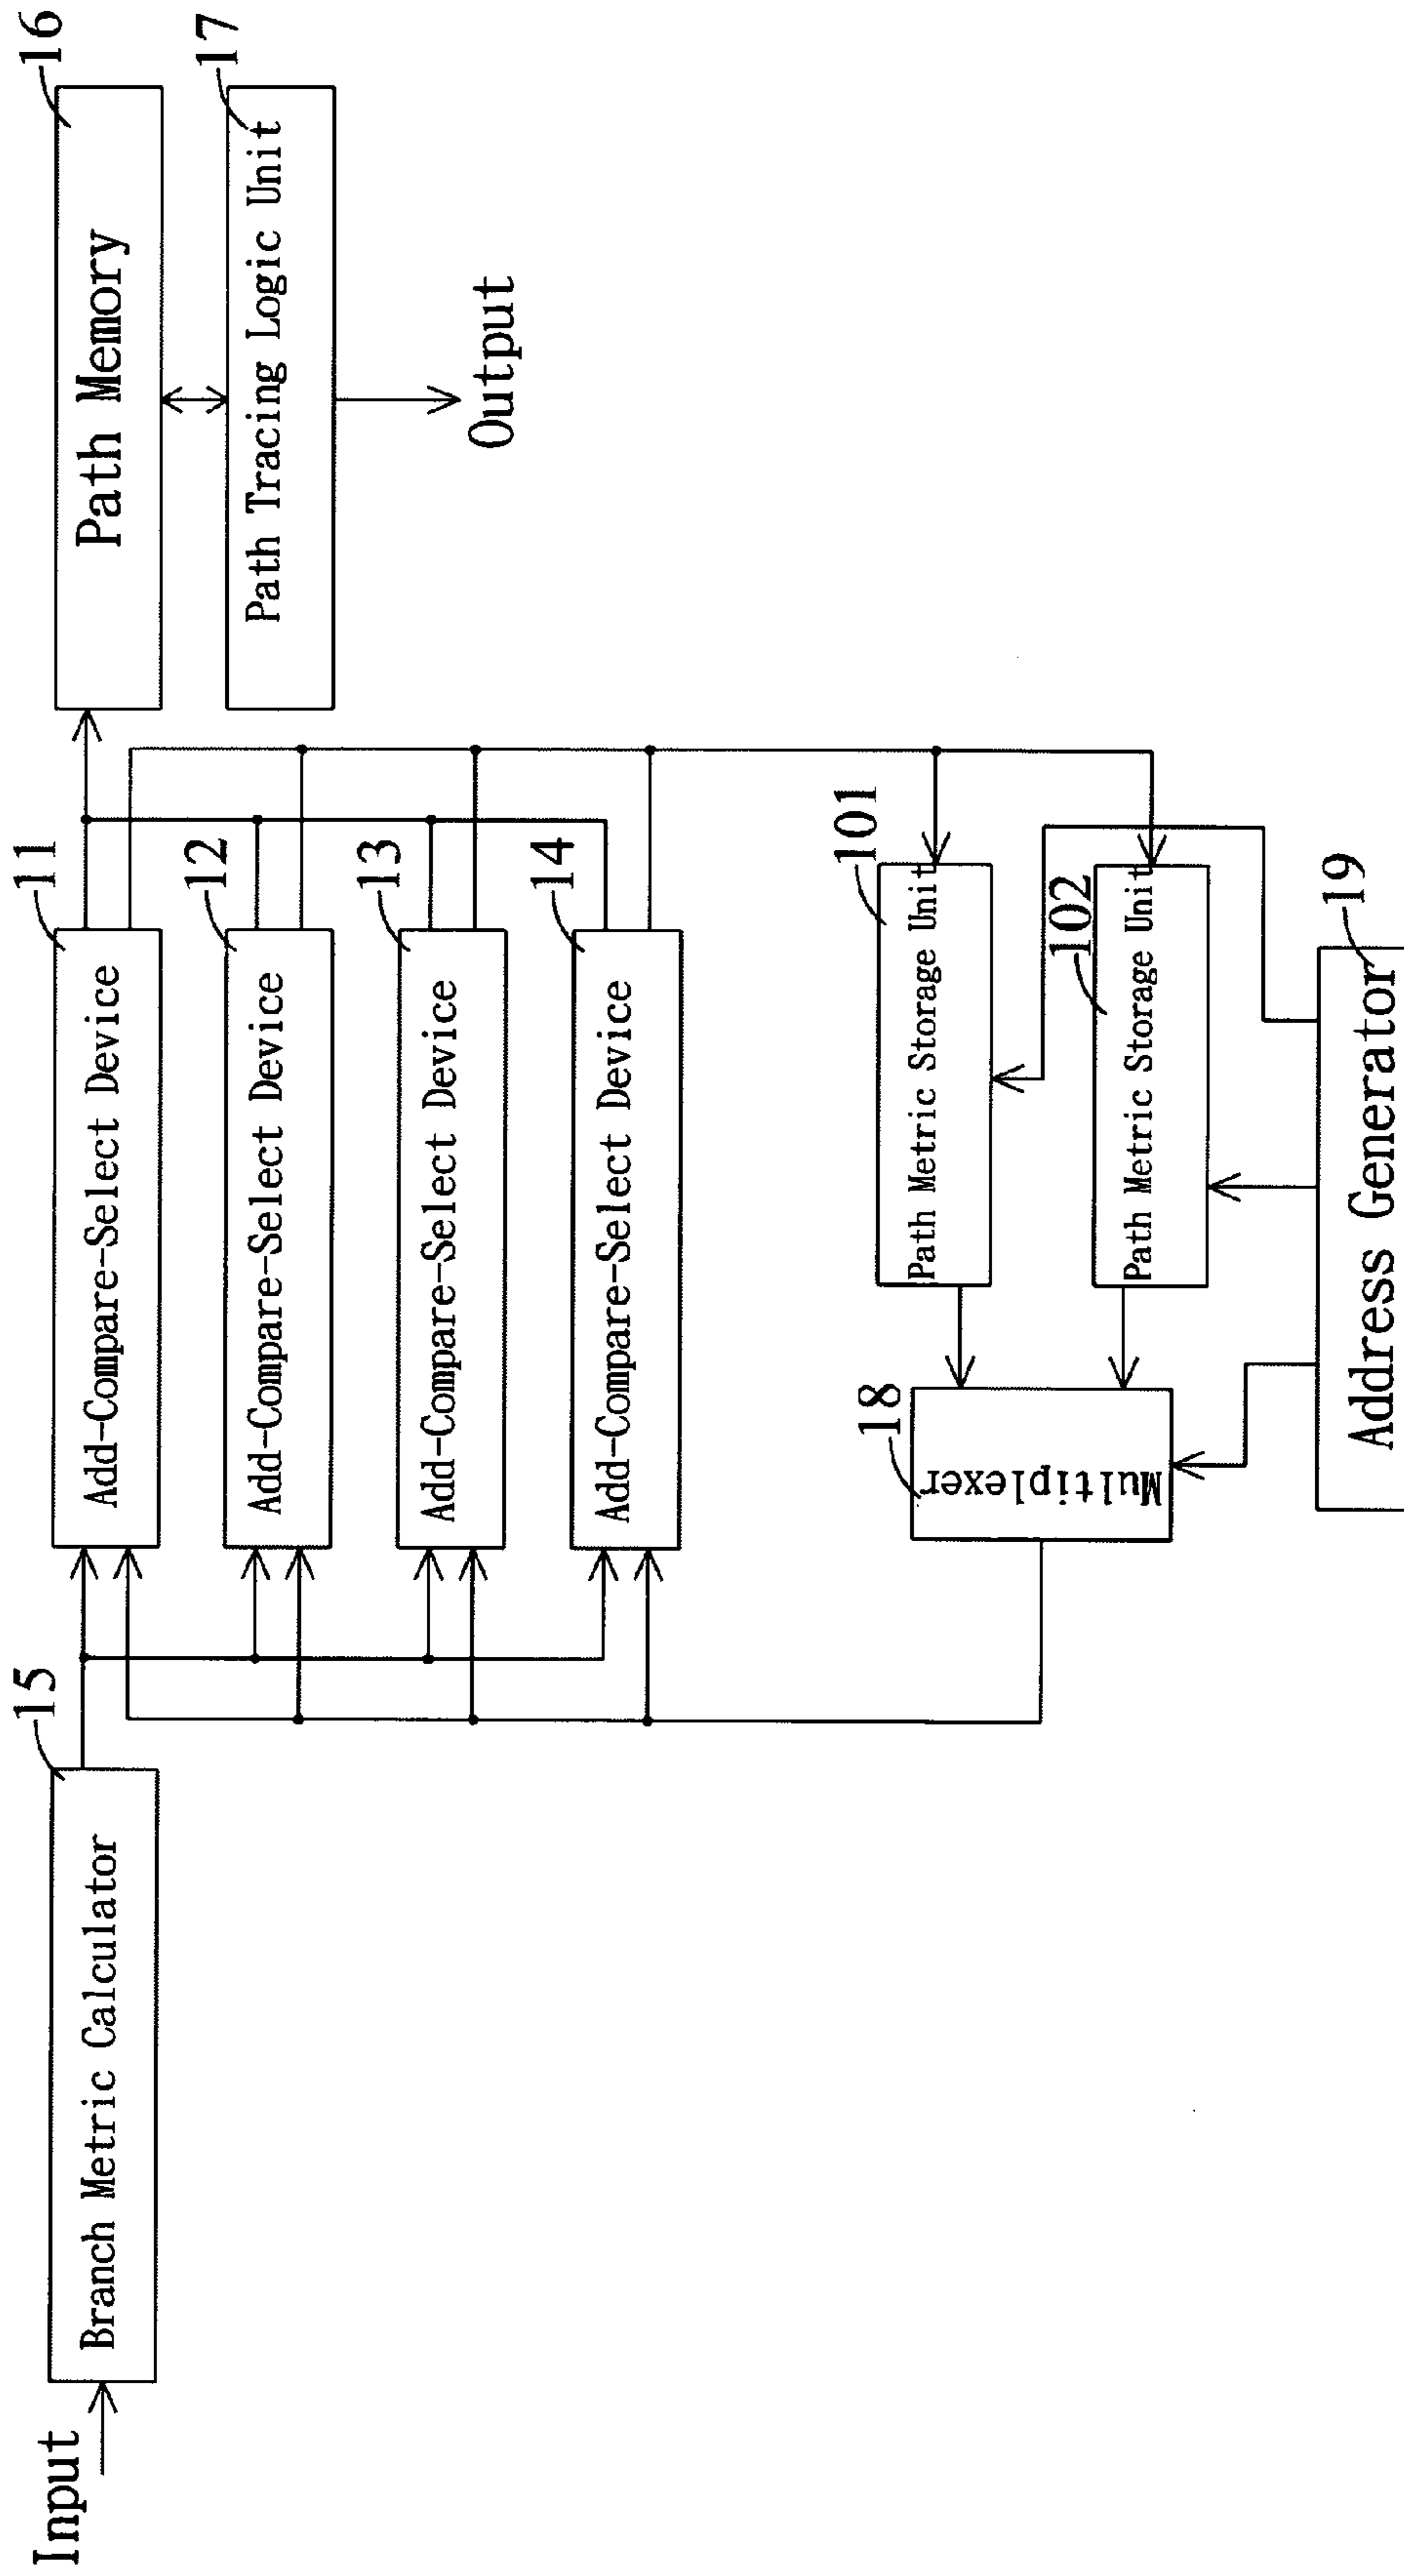 Input
15
Branch Metric Calculator
11
Add-Compare-Select Device
12
Add-Compare-Select Device
13
Add-Compare-Select Device
14
Add-Compare-Select Device
16
Path Memory
17
Path Tracing Logic Unit
Output
18
Multiplexer
101
Path Metric Storage Unit
102
Path Metric Storage Unit
19
Address Generator